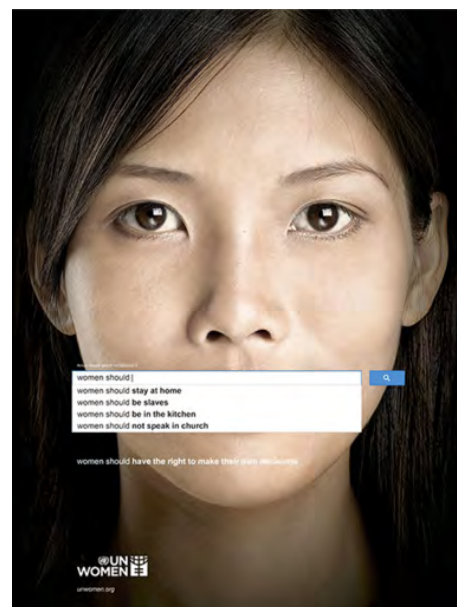 women should
women should stay at home
women should be slaves
women should be in the kitchen
women should not speak in church
women should have the right to make their own decisions
UN
WOMEN
unwomen.org